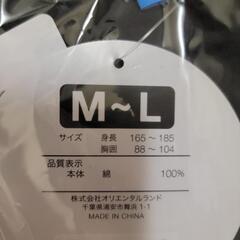 M~L
サイズ 身長 165~185
胸囲 88~104
品質表示
本体 綿 100%
株式会社オリエンタルランド
千葉県浦安市舞浜1-1
MADE IN CHINA